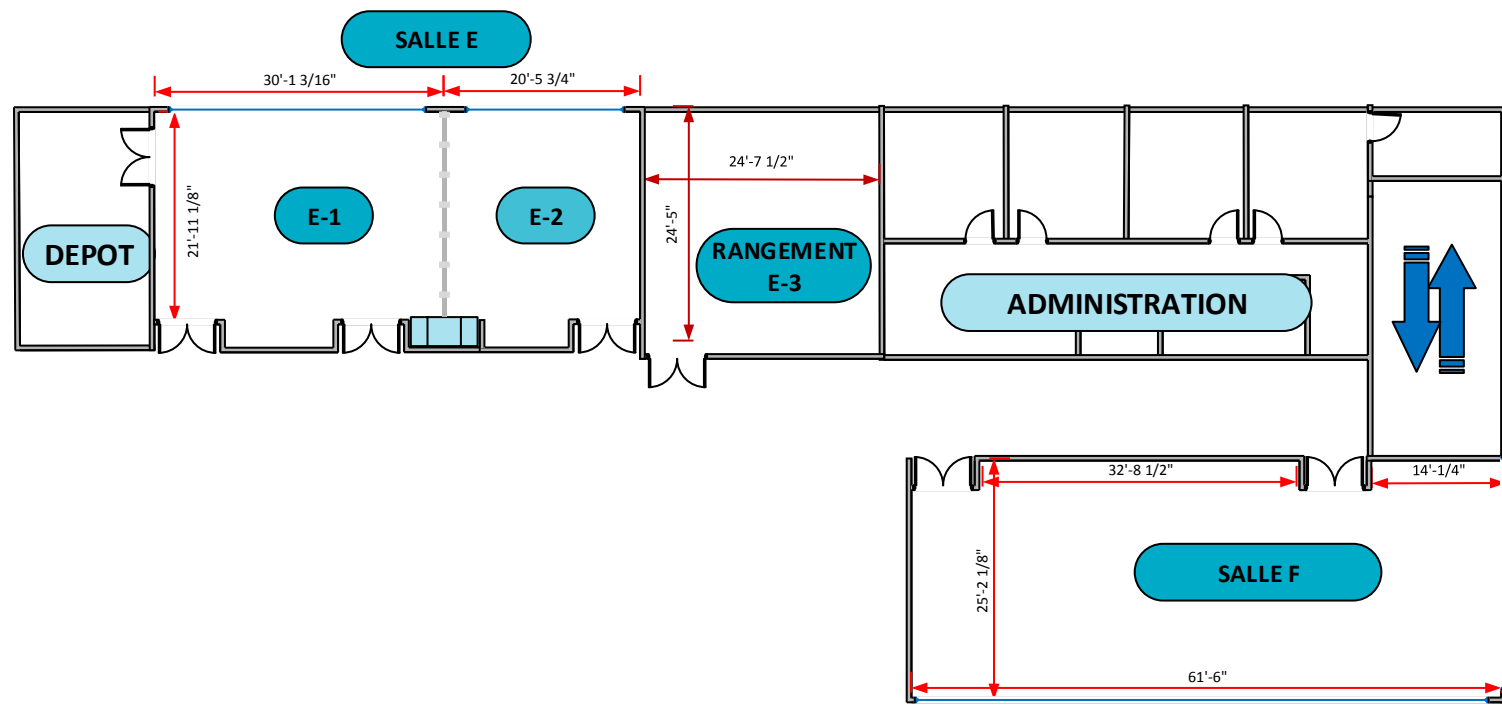 SALLE E
30'-1 3/16"
20'-5 3/4"
21'-11 1/8"
E-1
E-2
DEPOT
24'-7 1/2"
24'-5"
RANGEMENT
E-3
ADMINISTRATION
32'-8 1/2"
14'-1/4"
25'-2 1/8"
SALLE F
61'-6"